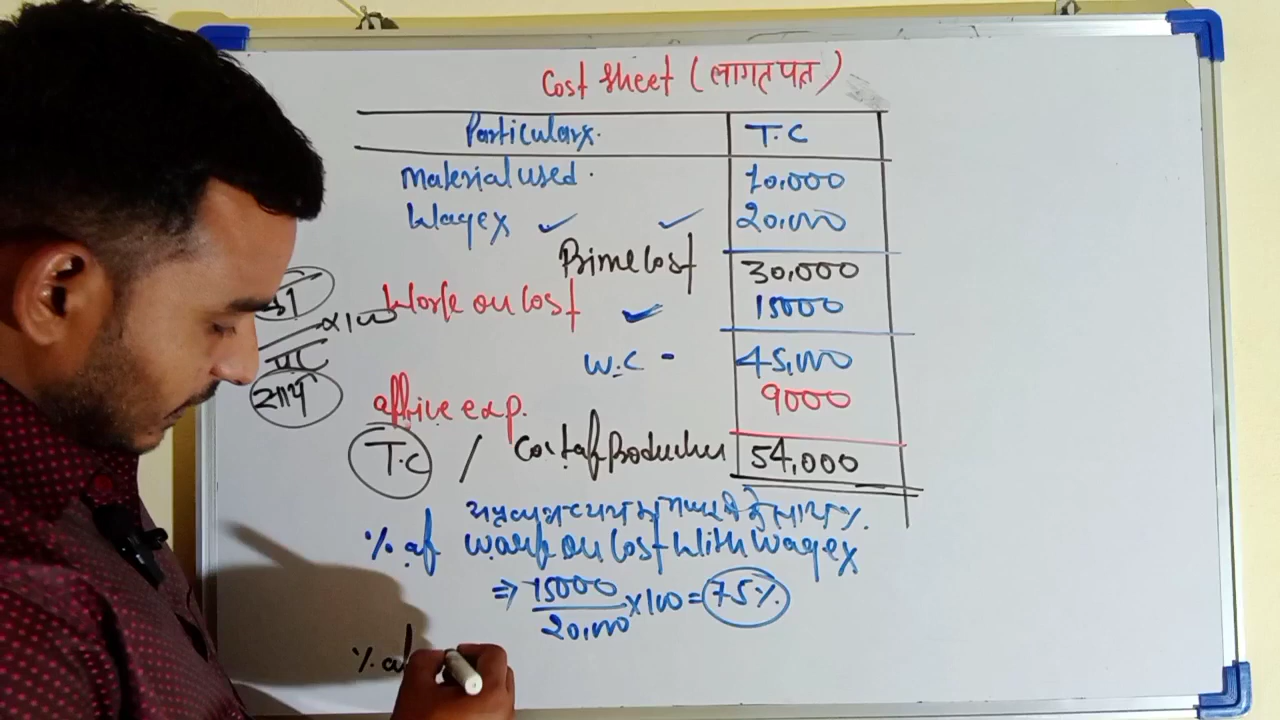 Cost Sheet (लागत पत्र)
Particulars. T.C
Material used. 10,000
Wages 20,000
Prime Cost 30,000
Work on Cost 15000
W.C 45,000
office exp. 9000
T.C / Cost of Production 54,000
x100
साथ
% of work on Cost with wages
⇒ 15000
20,000 x100 = 75%
% of